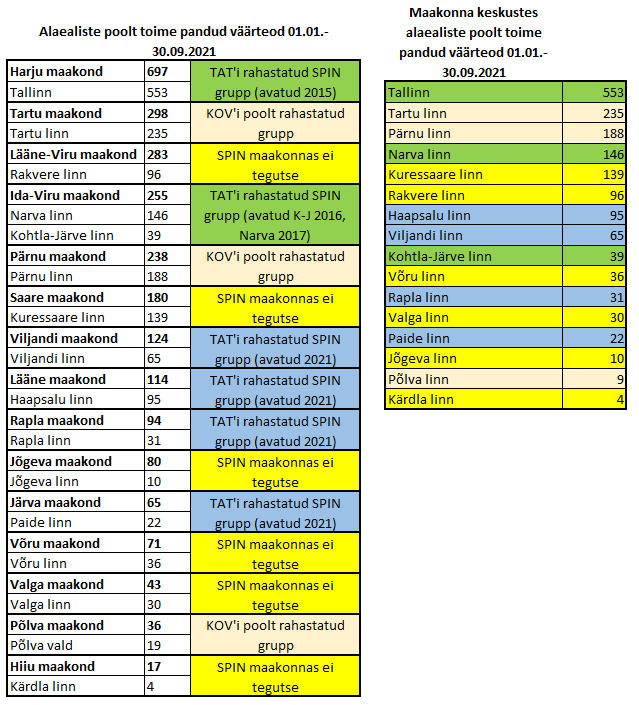 Alaealiste poolt toime pandud väärteod 01.01.-
30.09.2021
Harju maakond 697 TAT'i rahastatud SPIN
Tallinn 553 grupp (avatud 2015)
Tartu maakond 298 KOV'i poolt rahastatud
Tartu linn 235 grupp
Lääne-Viru maakond 283 SPIN maakonnas ei
Rakvere linn 96 tegutse
Ida-Viru maakond 255 TAT'i rahastatud SPIN
Narva linn 146 grupp (avatud K-J 2016,
Kohtla-Järve linn 39 Narva 2017)
Pärnu maakond 238 KOV'i poolt rahastatud
Pärnu linn 188 grupp
Saare maakond 180 SPIN maakonnas ei
Kuressaare linn 139 tegutse
Viljandi maakond 124 TAT'i rahastatud SPIN
Viljandi linn 65 grupp (avatud 2021)
Lääne maakond 114 TAT'i rahastatud SPIN
Haapsalu linn 95 grupp (avatud 2021)
Rapla maakond 94 TAT'i rahastatud SPIN
Rapla linn 31 grupp (avatud 2021)
Jõgeva maakond 80 SPIN maakonnas ei
Jõgeva linn 10 tegutse
Järva maakond 65 TAT'i rahastatud SPIN
Paide linn 22 grupp (avatud 2021)
Võru maakond 71 SPIN maakonnas ei
Võru linn 36 tegutse
Valga maakond 43 SPIN maakonnas ei
Valga linn 30 tegutse
Põlva maakond 36 KOV'i poolt rahastatud
Põlva vald 19 grupp
Hiiu maakond 17 SPIN maakonnas ei
Kärdla linn 4 tegutse
Maakonna keskustes
alaealiste poolt toime
pandud väärteod 01.01.-
30.09.2021
Tallinn 553
Tartu linn 235
Pärnu linn 188
Narva linn 146
Kuressaare linn 139
Rakvere linn 96
Haapsalu linn 95
Viljandi linn 65
Kohtla-Järve linn 39
Võru linn 36
Rapla linn 31
Valga linn 30
Paide linn 22
Jõgeva linn 10
Põlva linn 9
Kärdla linn 4